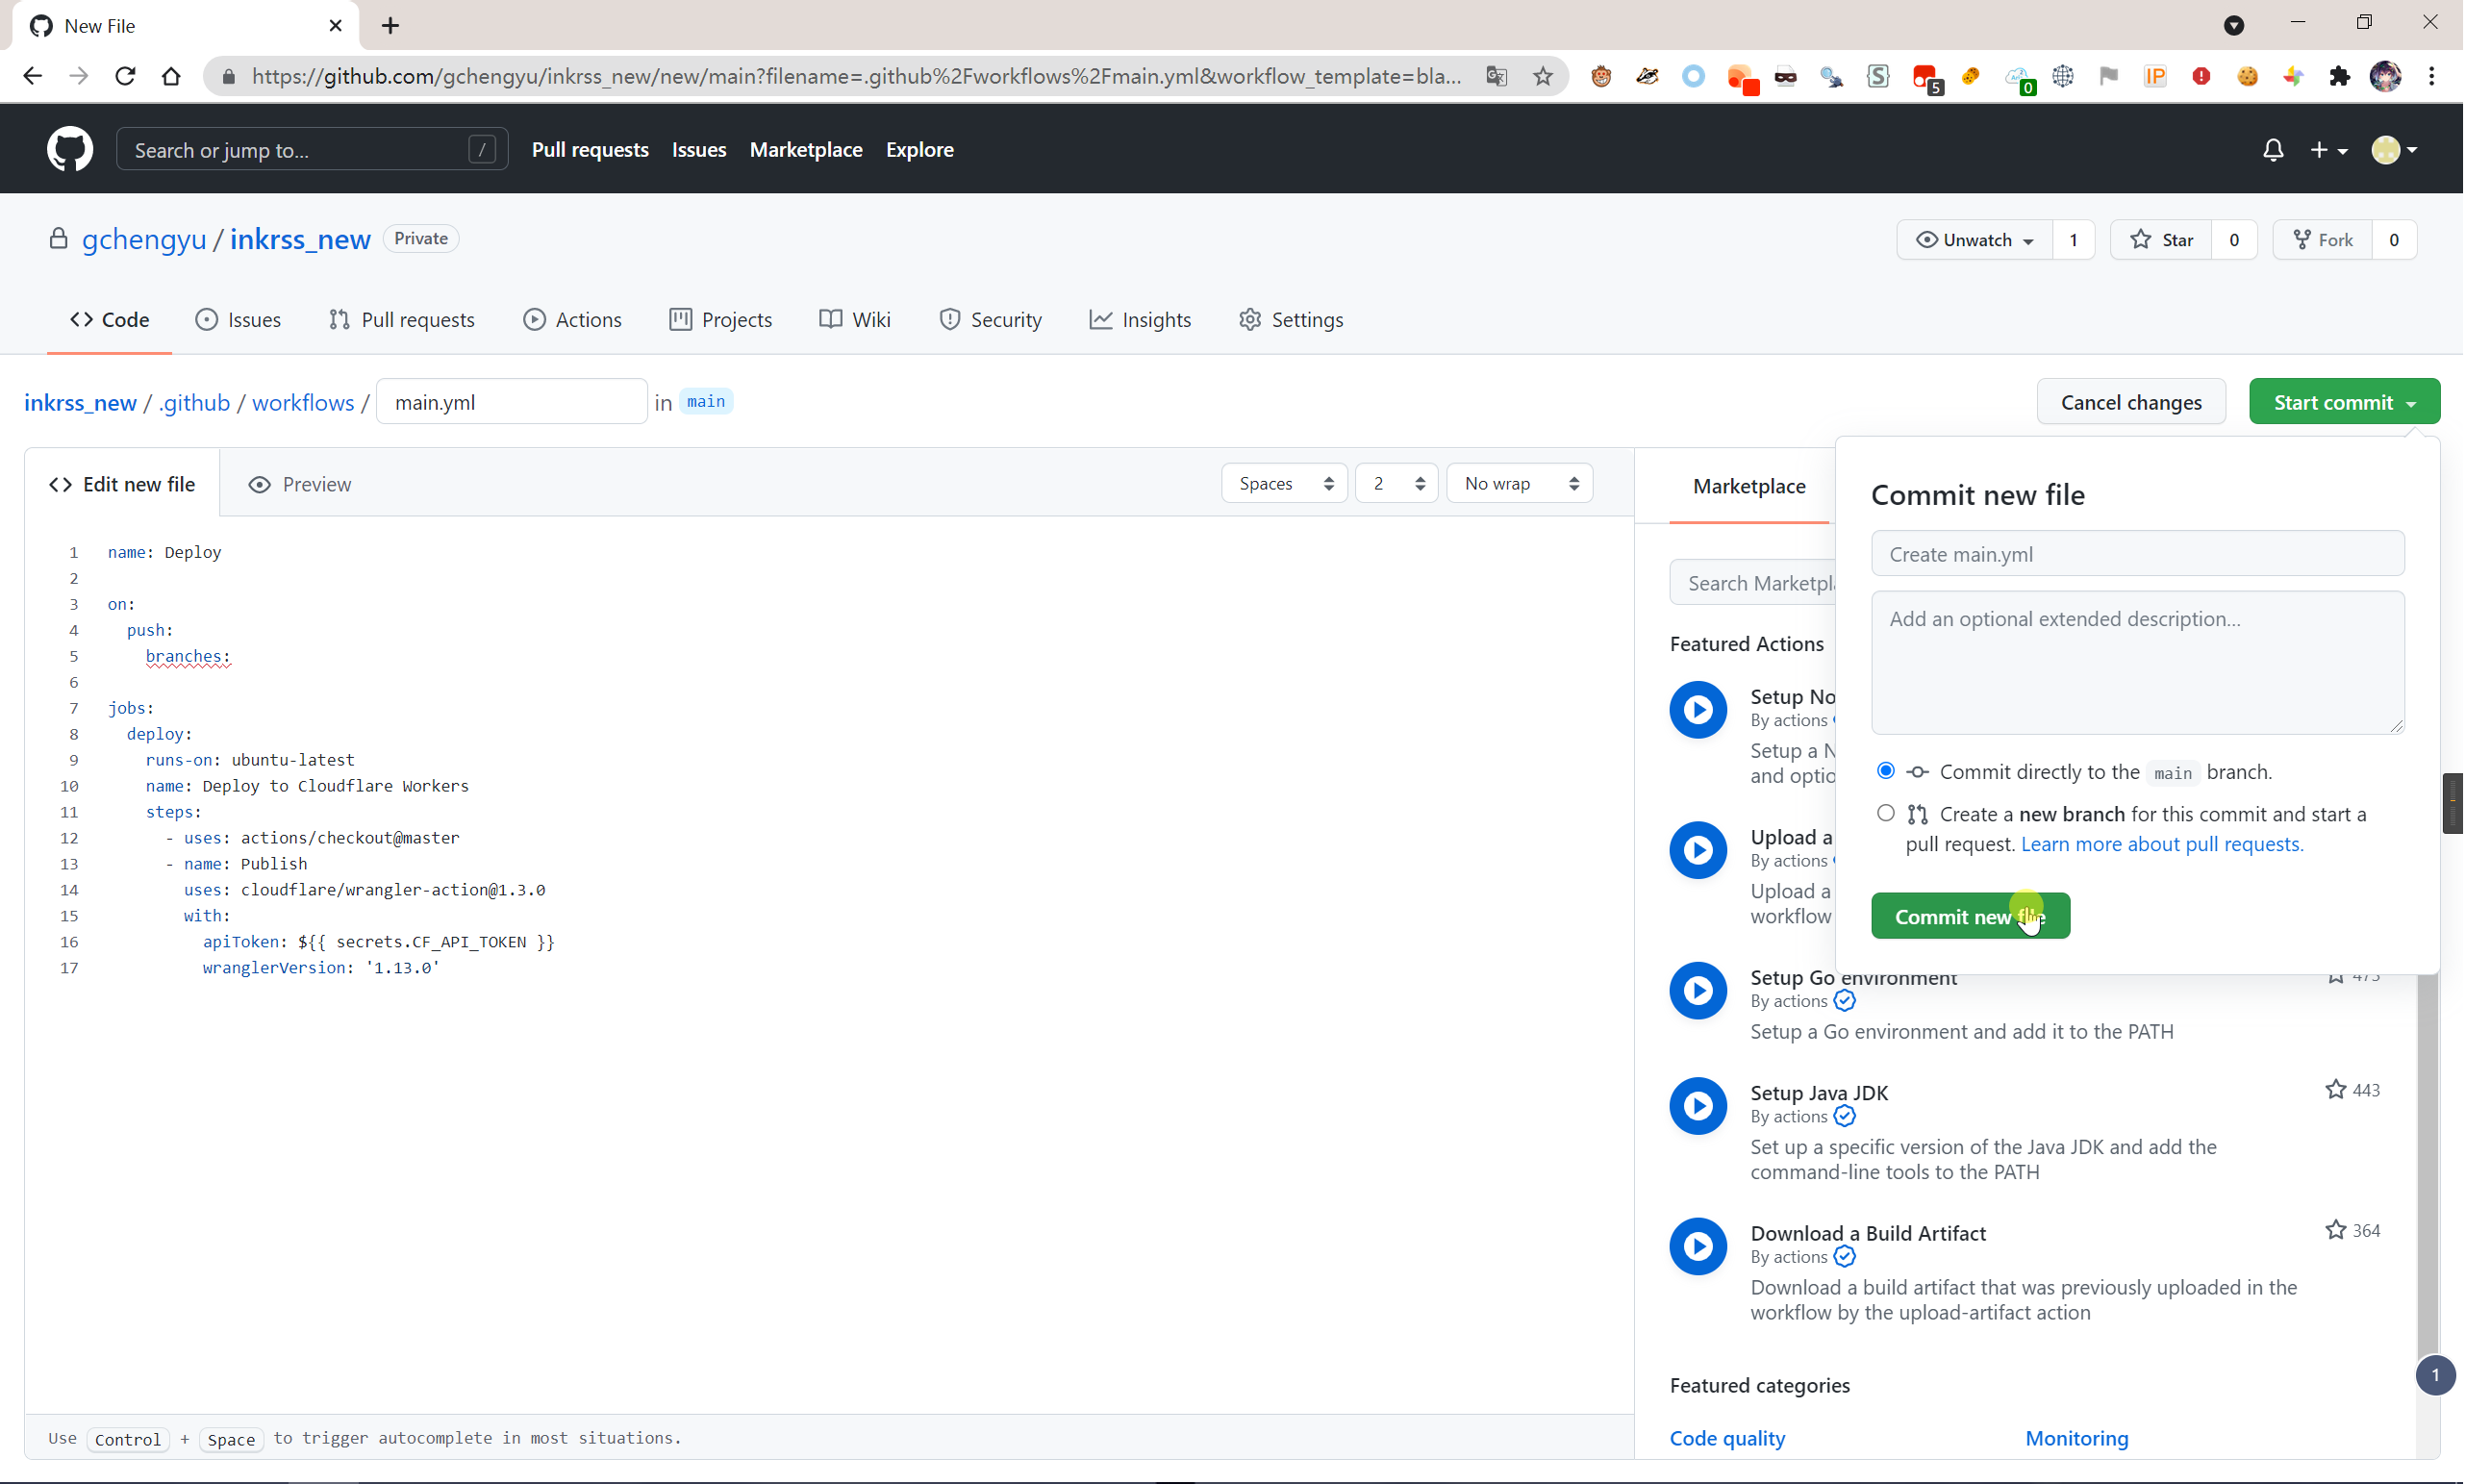 New File
https://github.com/gchengyu/inkrss_new/new/main?filename=.github%2Fworkflows%2Fmain.yml&workflow_template=bla...
5
0
IP
Search or jump to... /
Pull requests Issues Marketplace Explore
gchengyu / inkrss_new Private
Unwatch 1 Star 0 Fork 0
Code Issues Pull requests Actions Projects Wiki Security Insights Settings
inkrss_new / .github / workflows / main.yml in main
Cancel changes Start commit
Edit new file Preview
Spaces 2 No wrap
1 name: Deploy
2
3 on:
4 push:
5 branches:
6
7 jobs:
8 deploy:
9 runs-on: ubuntu-latest
10 name: Deploy to Cloudflare Workers
11 steps:
12 - uses: actions/checkout@master
13 - name: Publish
14 uses: cloudflare/wrangler-action@1.3.0
15 with:
16 apiToken: ${{ secrets.CF_API_TOKEN }}
17 wranglerVersion: '1.13.0'
Use Control + Space to trigger autocomplete in most situations.
Marketplace
Search Marketpl
Featured Actions
Setup No
By actions
Setup a N
and optio
Upload a
By actions
Upload a
workflow
Setup Go environment
By actions
Setup a Go environment and add it to the PATH
Setup Java JDK 443
By actions
Set up a specific version of the Java JDK and add the
command-line tools to the PATH
Download a Build Artifact 364
By actions
Download a build artifact that was previously uploaded in the
workflow by the upload-artifact action
Featured categories
Code quality Monitoring
1
Commit new file
Create main.yml
Add an optional extended description...
Commit directly to the main branch.
Create a new branch for this commit and start a
pull request. Learn more about pull requests.
Commit new file